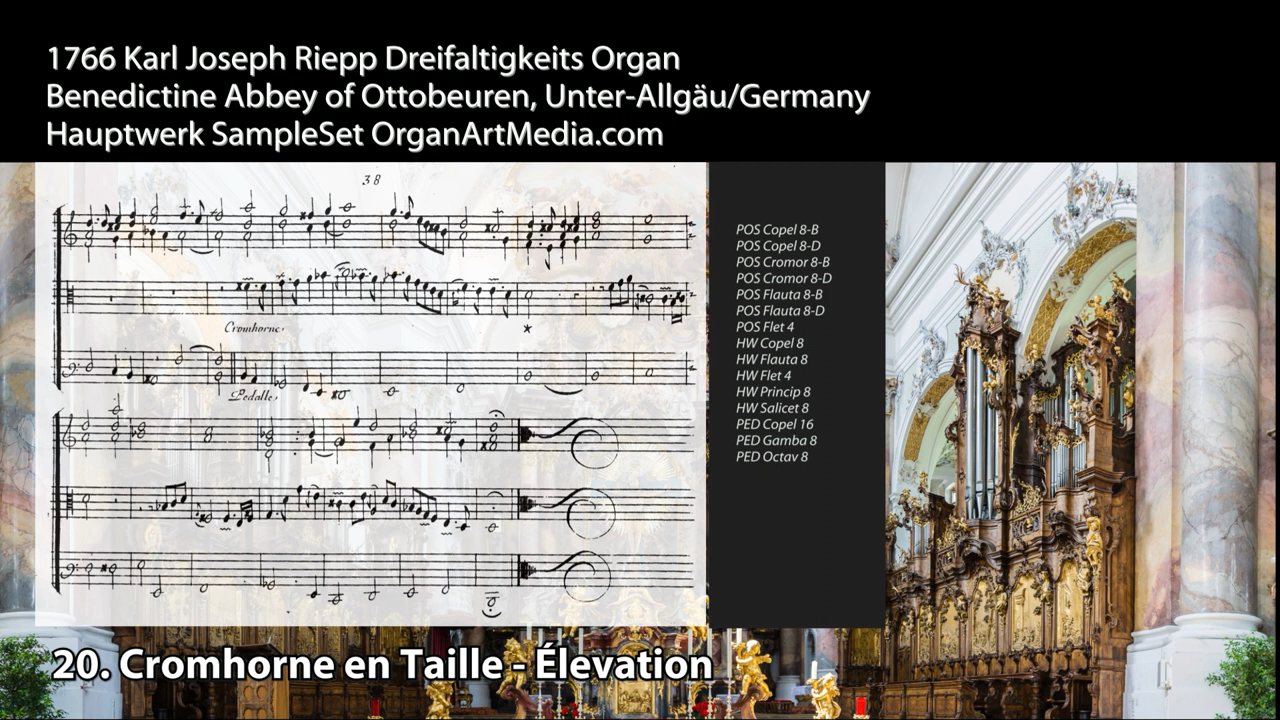 1766 Karl Joseph Riepp Dreifaltigkeits Organ
Benedictine Abbey of Ottobeuren, Unter-Allgäu/Germany
Hauptwerk SampleSet OrganArtMedia.com
38
Cromhorne.
Pedalle.
POS Copel 8-B
POS Copel 8-D
POS Cromor 8-B
POS Cromor 8-D
POS Flauta 8-B
POS Flauta 8-D
POS Flet 4
HW Copel 8
HW Flauta 8
HW Flet 4
HW Princip 8
HW Salicet 8
PED Copel 16
PED Gamba 8
PED Octav 8
20. Cromhorne en Taille - Élevation